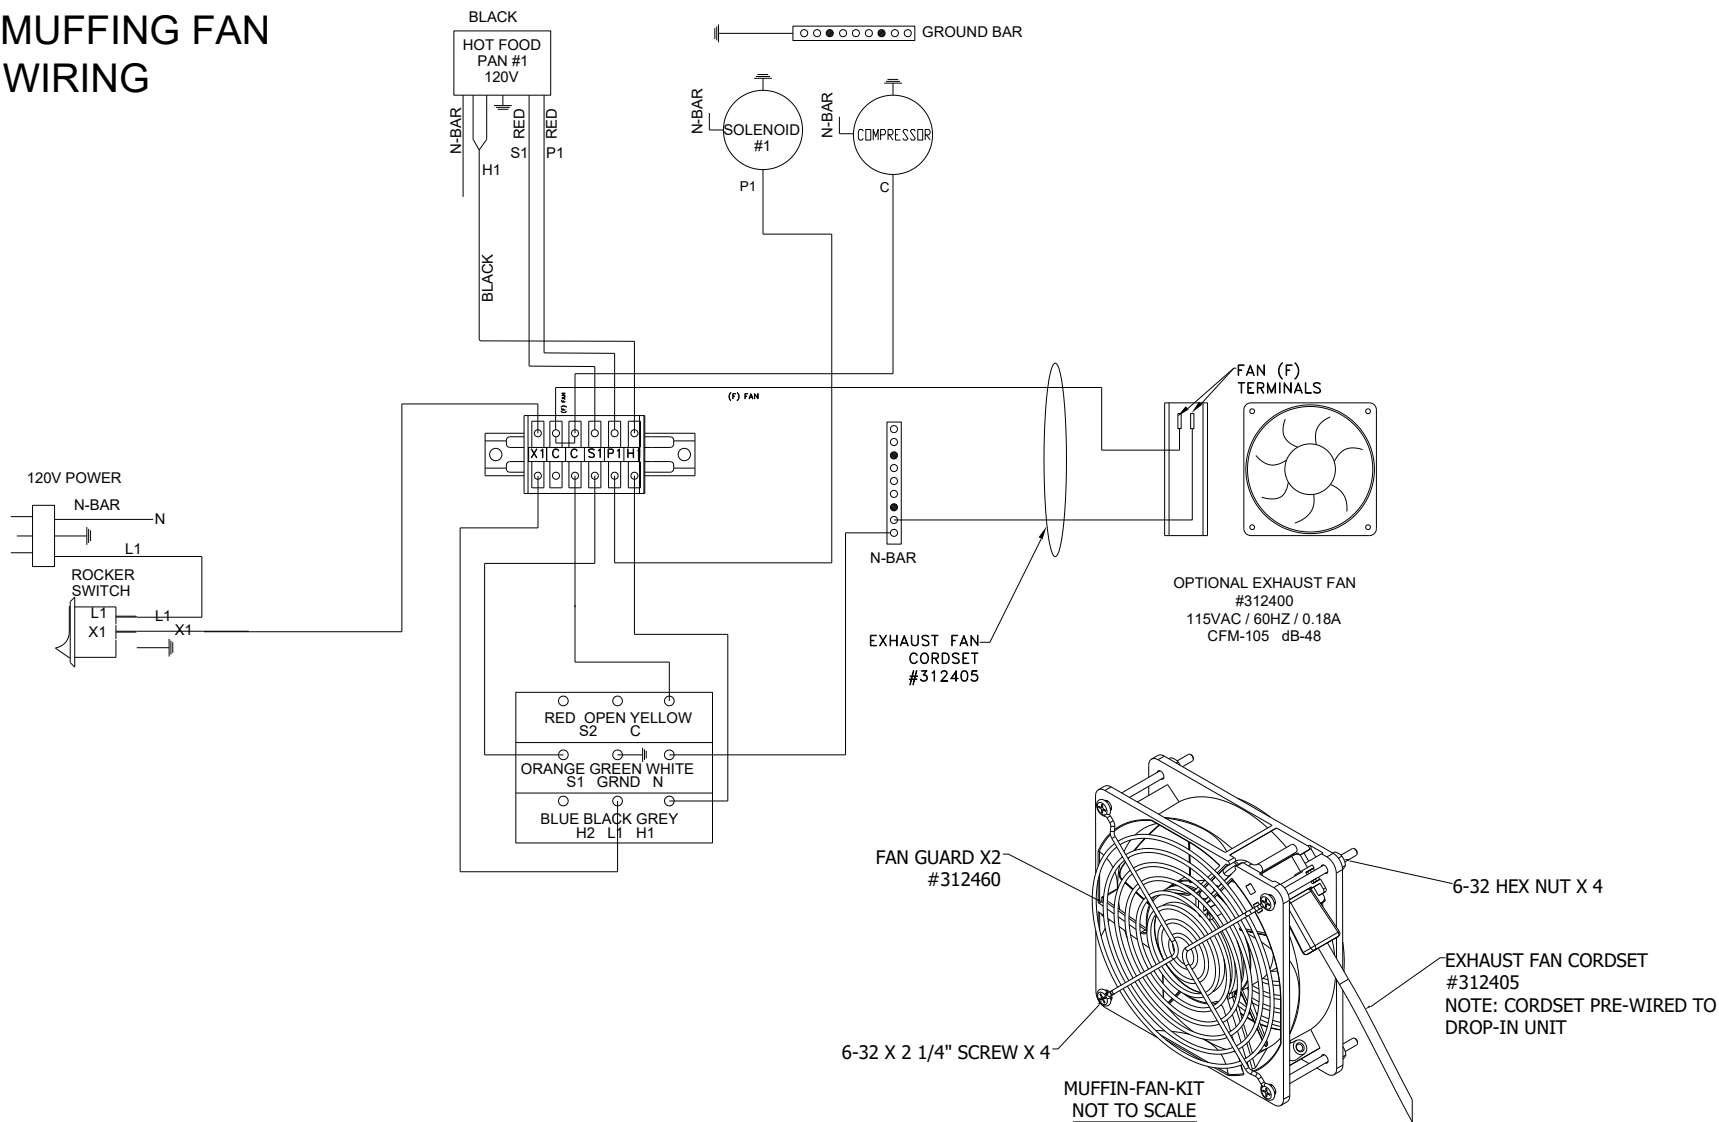 MUFFING FAN
WIRING
BLACK
HOT FOOD
PAN #1
120V
N-BAR
H1
S1 RED
RED
P1
BLACK
GROUND BAR
N-BAR
SOLENOID
#1
P1
N-BAR
COMPRESSOR
C
(F) FAN
(F) FAN
X1 C C S1 P1 H1
FAN (F)
TERMINALS
120V POWER
N-BAR
N
L1
ROCKER
SWITCH
L1
L1
X1
X1
N-BAR
OPTIONAL EXHAUST FAN
#312400
115VAC / 60HZ / 0.18A
CFM-105 dB-48
EXHAUST FAN
CORDSET
#312405
RED OPEN YELLOW
S2 C
ORANGE GREEN WHITE
S1 GRND N
BLUE BLACK GREY
H2 L1 H1
FAN GUARD X2
#312460
6-32 HEX NUT X 4
EXHAUST FAN CORDSET
#312405
NOTE: CORDSET PRE-WIRED TO
DROP-IN UNIT
6-32 X 2 1/4" SCREW X 4
MUFFIN-FAN-KIT
NOT TO SCALE